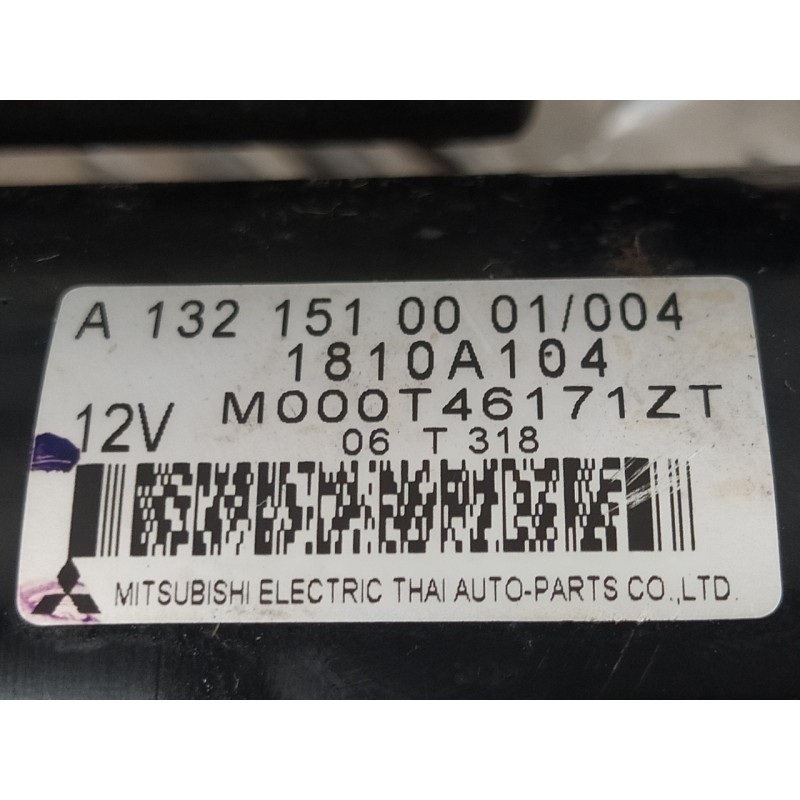 A 132 151 00 01/004
1810A104
12V M000T46171ZT
06 T 318
MITSUBISHI ELECTRIC THAI AUTO-PARTS CO.,LTD.